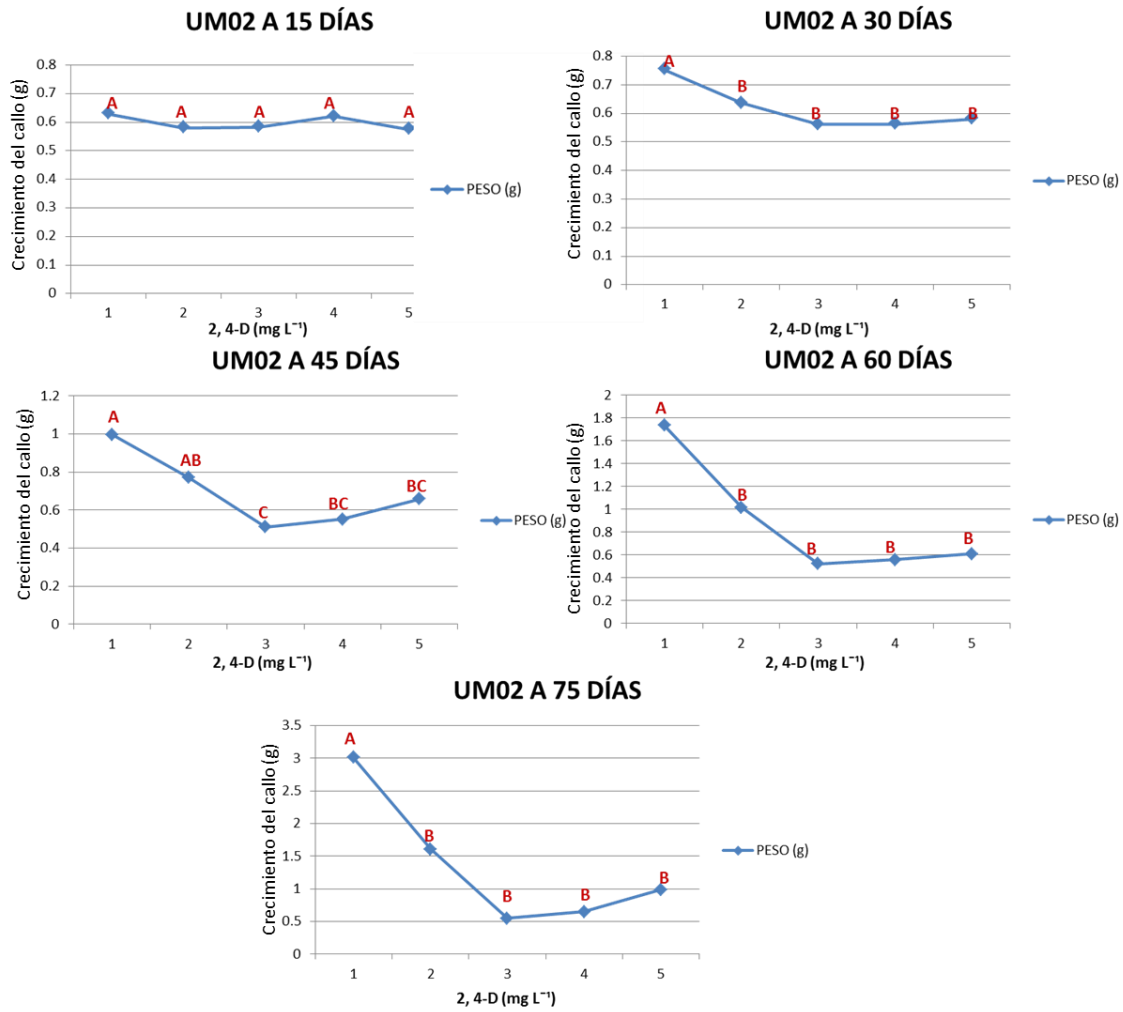 UM02 A 15 DÍAS
Crecimiento del callo (g)
0.8
0.7
0.6
0.5
0.4
0.3
0.2
0.1
0
A
A
A
A
A
1 2 3 4 5
2, 4-D (mg L⁻¹)
PESO (g)
UM02 A 30 DÍAS
Crecimiento del callo (g)
0.8
0.7
0.6
0.5
0.4
0.3
0.2
0.1
0
A
B
B
B
B
1 2 3 4 5
2, 4-D (mg L⁻¹)
PESO (g)
UM02 A 45 DÍAS
Crecimiento del callo (g)
1.2
1
0.8
0.6
0.4
0.2
0
A
AB
C
BC
BC
1 2 3 4 5
2, 4-D (mg L⁻¹)
PESO (g)
UM02 A 60 DÍAS
Crecimiento del callo (g)
2
1.8
1.6
1.4
1.2
1
0.8
0.6
0.4
0.2
0
A
B
B
B
B
1 2 3 4 5
2, 4-D (mg L⁻¹)
PESO (g)
UM02 A 75 DÍAS
Crecimiento del callo (g)
3.5
3
2.5
2
1.5
1
0.5
0
A
B
B
B
B
1 2 3 4 5
2, 4-D (mg L⁻¹)
PESO (g)